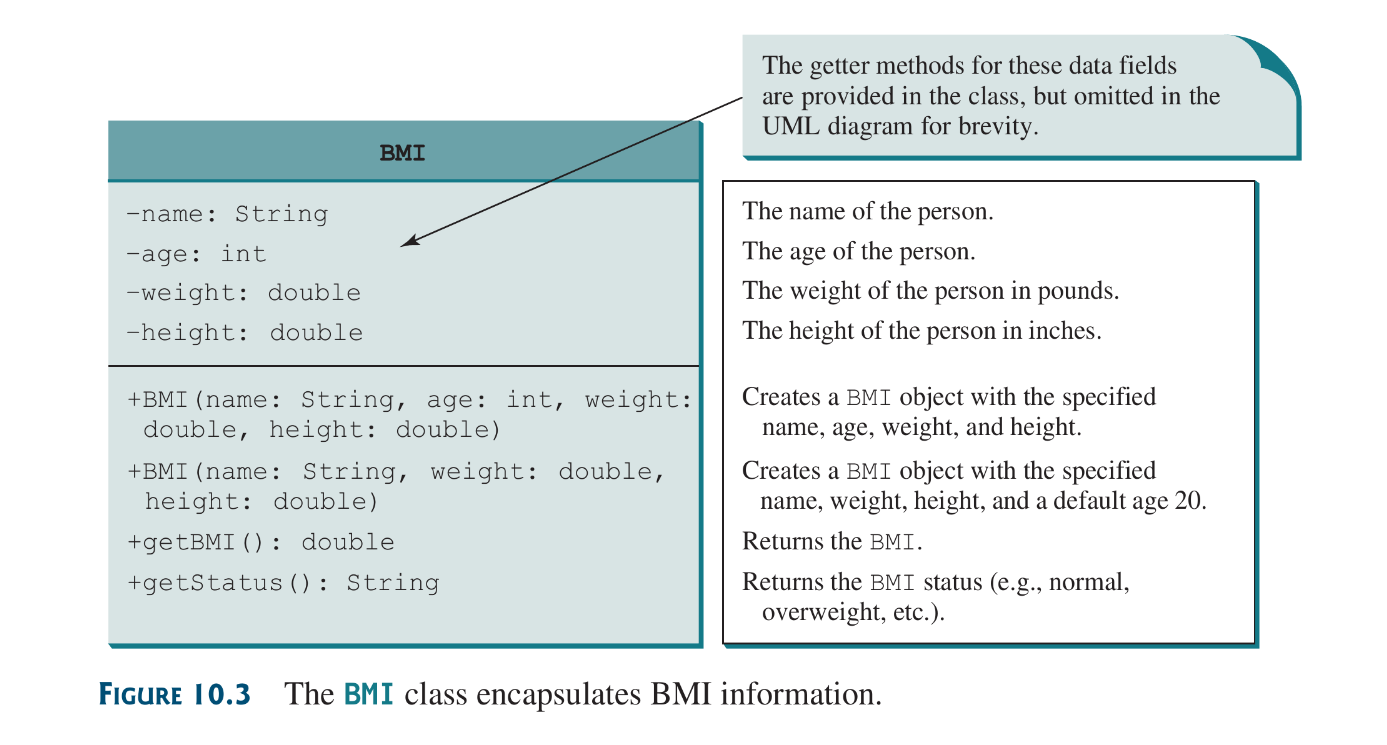 The getter methods for these data fields
are provided in the class, but omitted in the
UML diagram for brevity.
BMI
-name: String
-age: int
-weight: double
-height: double
+BMI(name: String, age: int, weight:
double, height: double)
+BMI(name: String, weight: double,
height: double)
+getBMI(): double
+getStatus(): String
The name of the person.
The age of the person.
The weight of the person in pounds.
The height of the person in inches.
Creates a BMI object with the specified
name, age, weight, and height.
Creates a BMI object with the specified
name, weight, height, and a default age 20.
Returns the BMI.
Returns the BMI status (e.g., normal,
overweight, etc.).
FIGURE 10.3 The BMI class encapsulates BMI information.